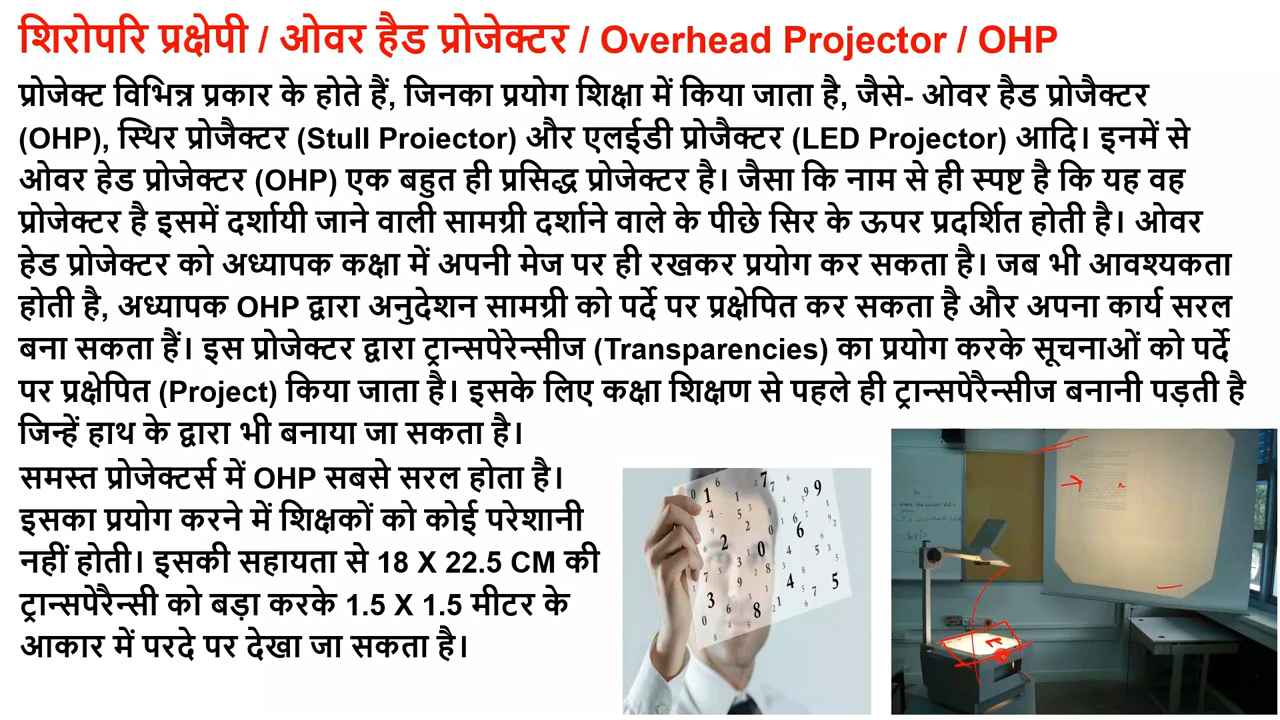 शिरोपरि प्रक्षेपी / ओवर हैड प्रोजेक्टर / Overhead Projector / OHP
प्रोजेक्ट विभिन्न प्रकार के होते हैं, जिनका प्रयोग शिक्षा में किया जाता है, जैसे- ओवर हैड प्रोजैक्टर
(OHP), स्थिर प्रोजैक्टर (Stull Proiector) और एलईडी प्रोजैक्टर (LED Projector) आदि। इनमें से
ओवर हेड प्रोजेक्टर (OHP) एक बहुत ही प्रसिद्ध प्रोजेक्टर है। जैसा कि नाम से ही स्पष्ट है कि यह वह
प्रोजेक्टर है इसमें दर्शायी जाने वाली सामग्री दर्शाने वाले के पीछे सिर के ऊपर प्रदर्शित होती है। ओवर
हेड प्रोजेक्टर को अध्यापक कक्षा में अपनी मेज पर ही रखकर प्रयोग कर सकता है। जब भी आवश्यकता
होती है, अध्यापक OHP द्वारा अनुदेशन सामग्री को पर्दे पर प्रक्षेपित कर सकता है और अपना कार्य सरल
बना सकता हैं। इस प्रोजेक्टर द्वारा ट्रान्सपेरेन्सीज (Transparencies) का प्रयोग करके सूचनाओं को पर्दे
पर प्रक्षेपित (Project) किया जाता है। इसके लिए कक्षा शिक्षण से पहले ही ट्रान्सपेरैन्सीज बनानी पड़ती है
जिन्हें हाथ के द्वारा भी बनाया जा सकता है।
समस्त प्रोजेक्टर्स में OHP सबसे सरल होता है।
इसका प्रयोग करने में शिक्षकों को कोई परेशानी
नहीं होती। इसकी सहायता से 18 X 22.5 CM की
ट्रान्सपेरैन्सी को बड़ा करके 1.5 X 1.5 मीटर के
आकार में परदे पर देखा जा सकता है।